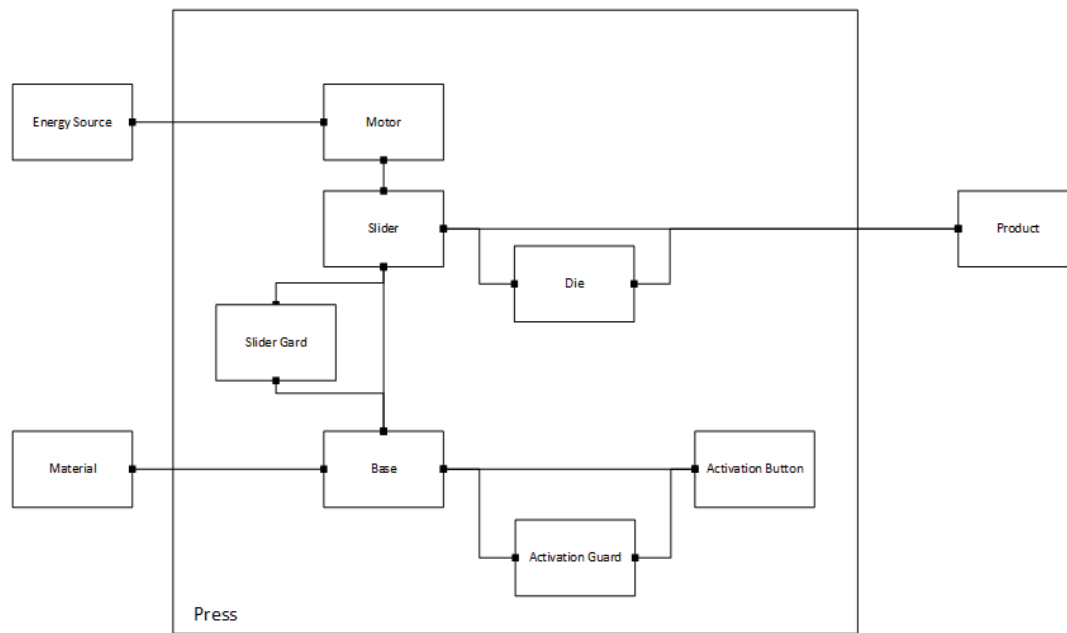 Energy Source
Motor
Slider
Product
Die
Slider Gard
Material
Base
Activation Button
Activation Guard
Press